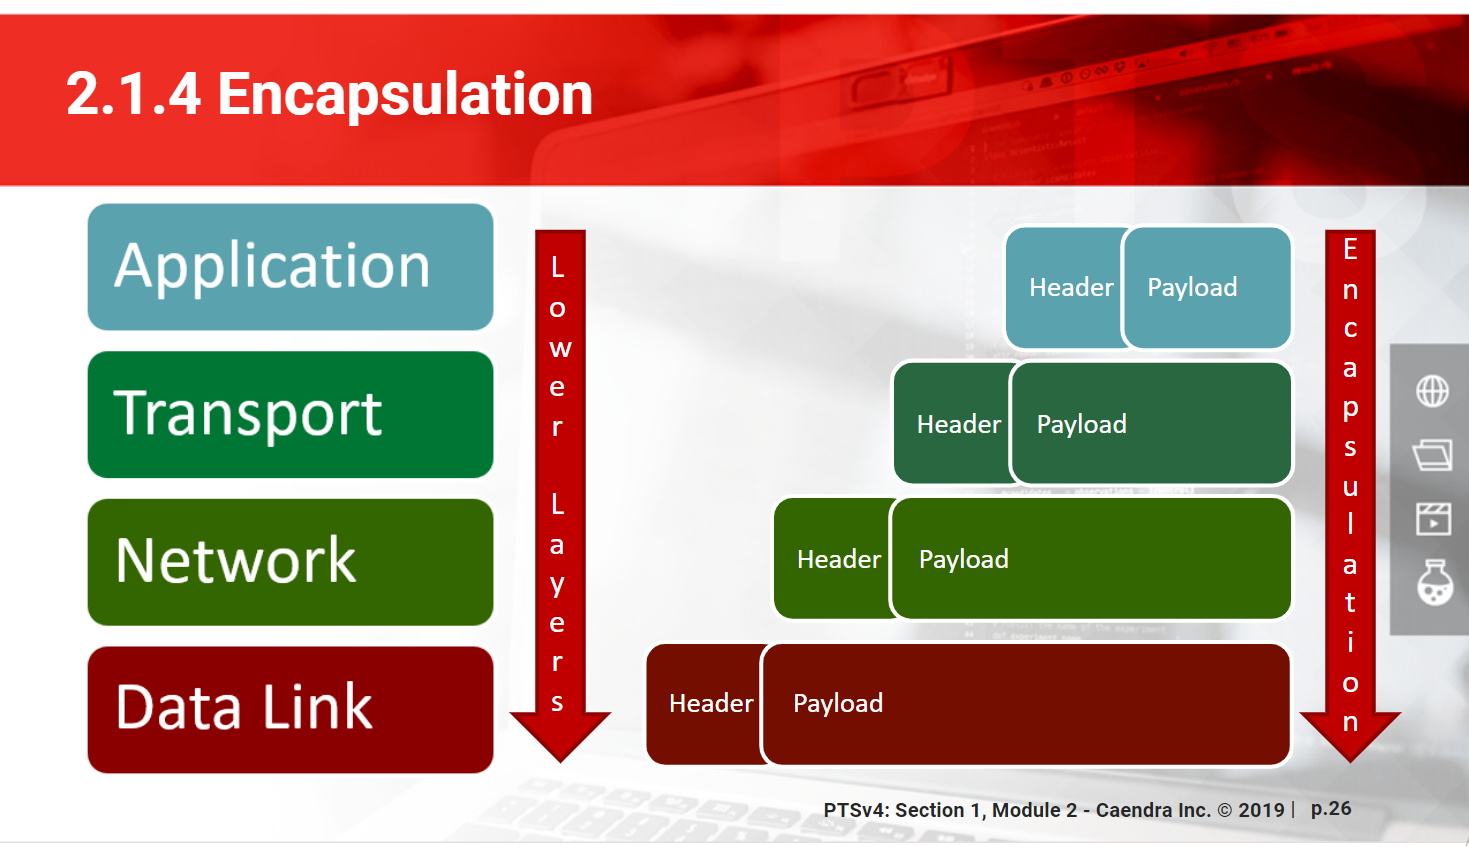 2.1.4 Encapsulation
Application
Transport
Network
Data Link
Lower Layers
Header Payload
Header Payload
Header Payload
Header Payload
Encapsulation
PTSv4: Section 1, Module 2 - Caendra Inc. © 2019 | p.26